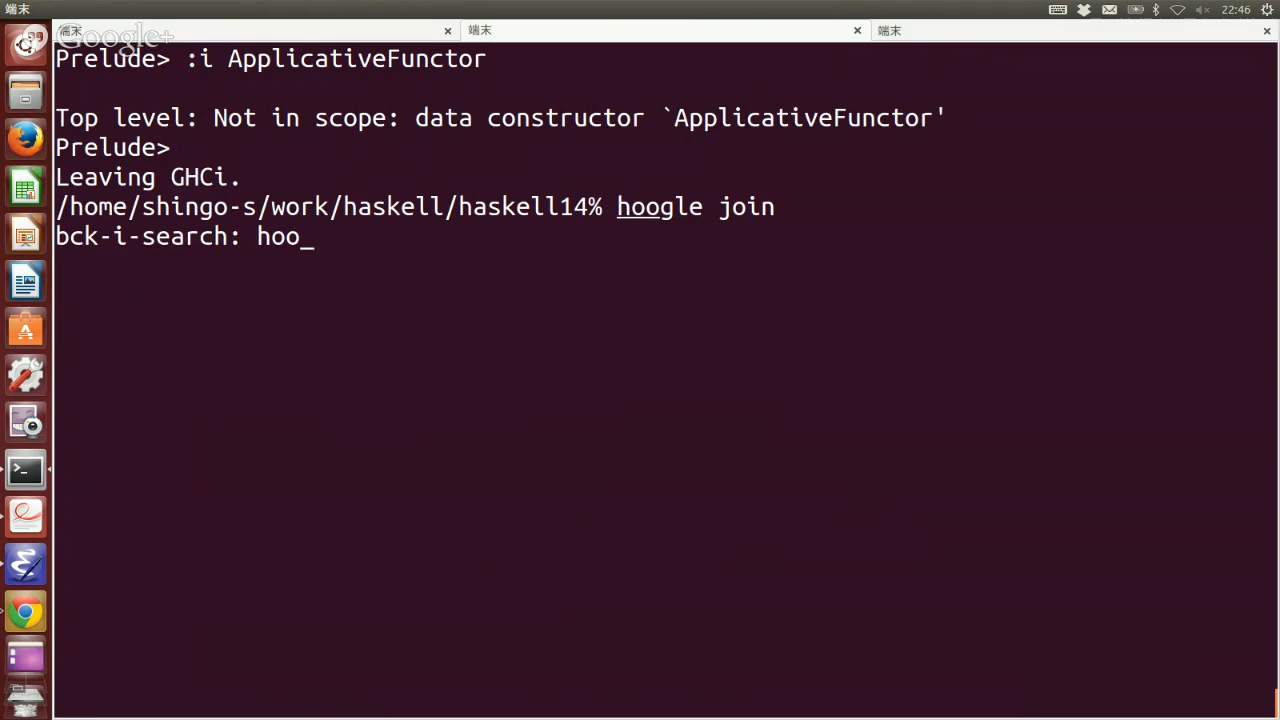 端末
22:46
Google+
端末
端末
端末
Prelude> :i ApplicativeFunctor
Top level: Not in scope: data constructor `ApplicativeFunctor'
Prelude>
Leaving GHCi.
/home/shingo-s/work/haskell/haskell14% hoogle join
bck-i-search: hoo_